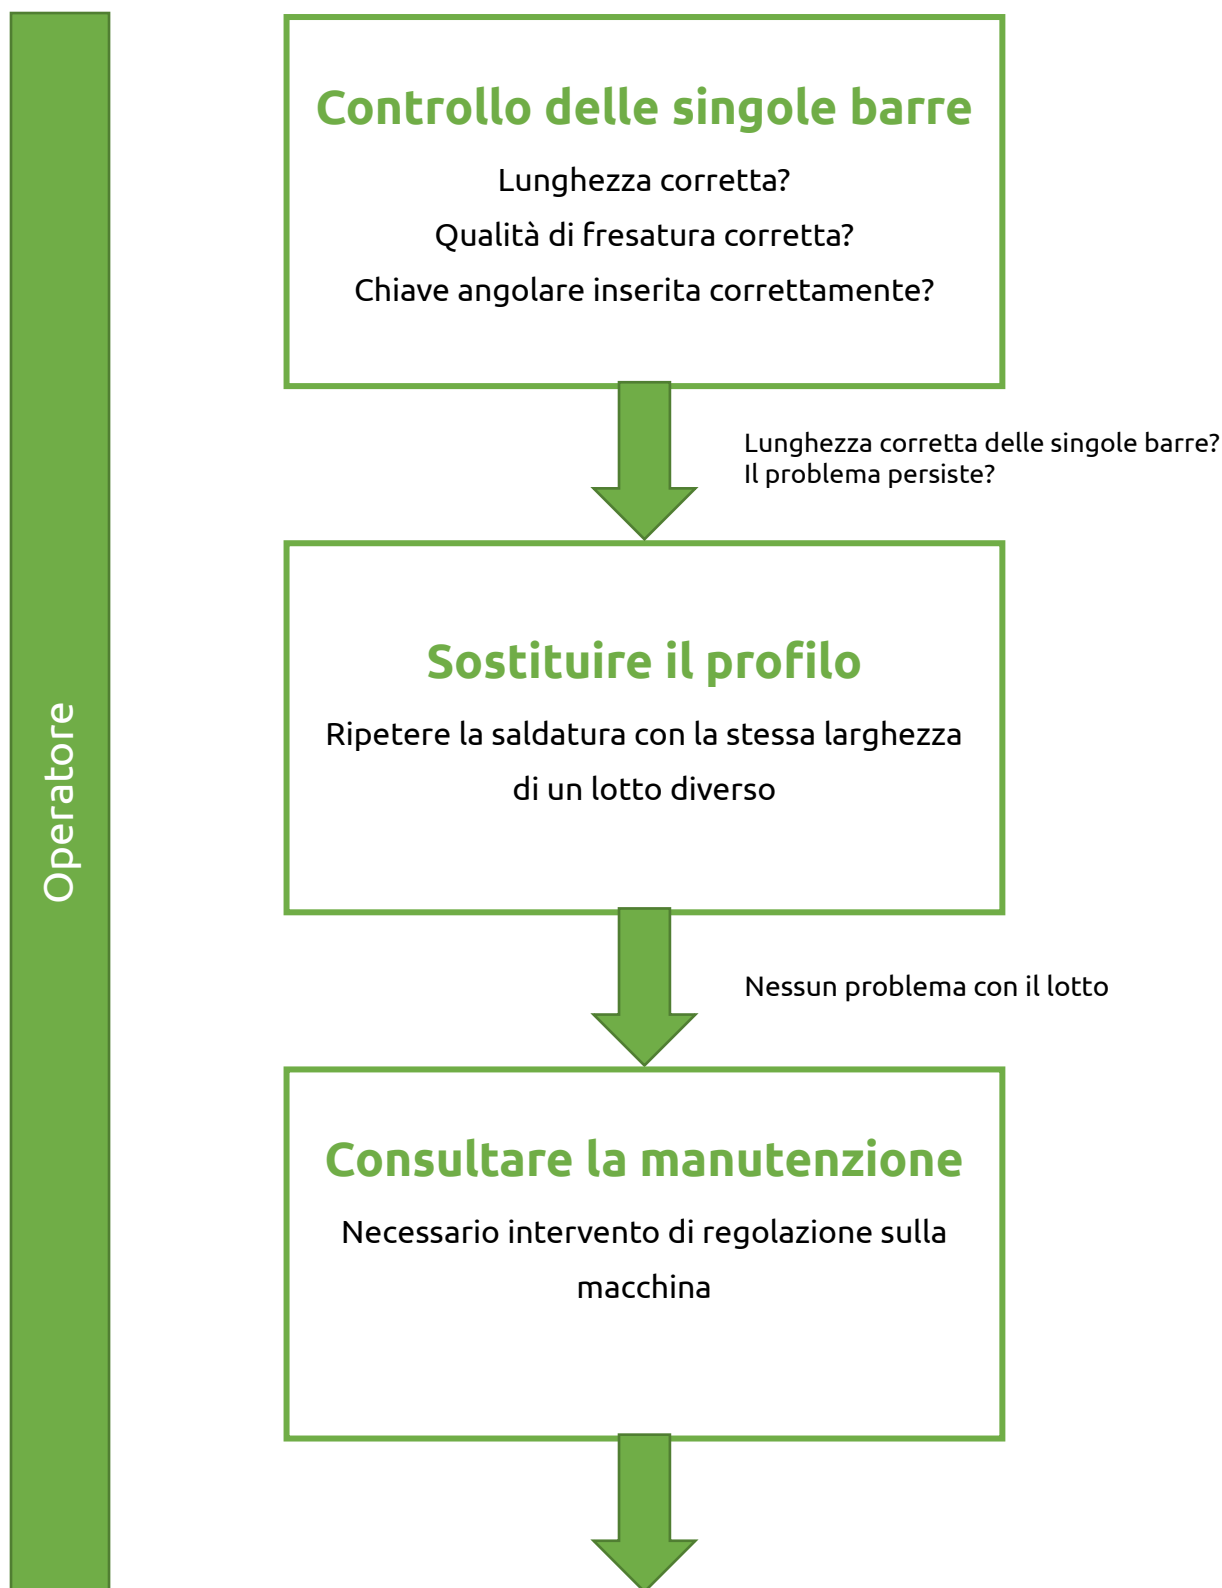 Controllo delle singole barre
Lunghezza corretta?
Qualità di fresatura corretta?
Chiave angolare inserita correttamente?
Lunghezza corretta delle singole barre?
Il problema persiste?
Sostituire il profilo
Ripetere la saldatura con la stessa larghezza
di un lotto diverso
Operatore
Nessun problema con il lotto
Consultare la manutenzione
Necessario intervento di regolazione sulla
macchina